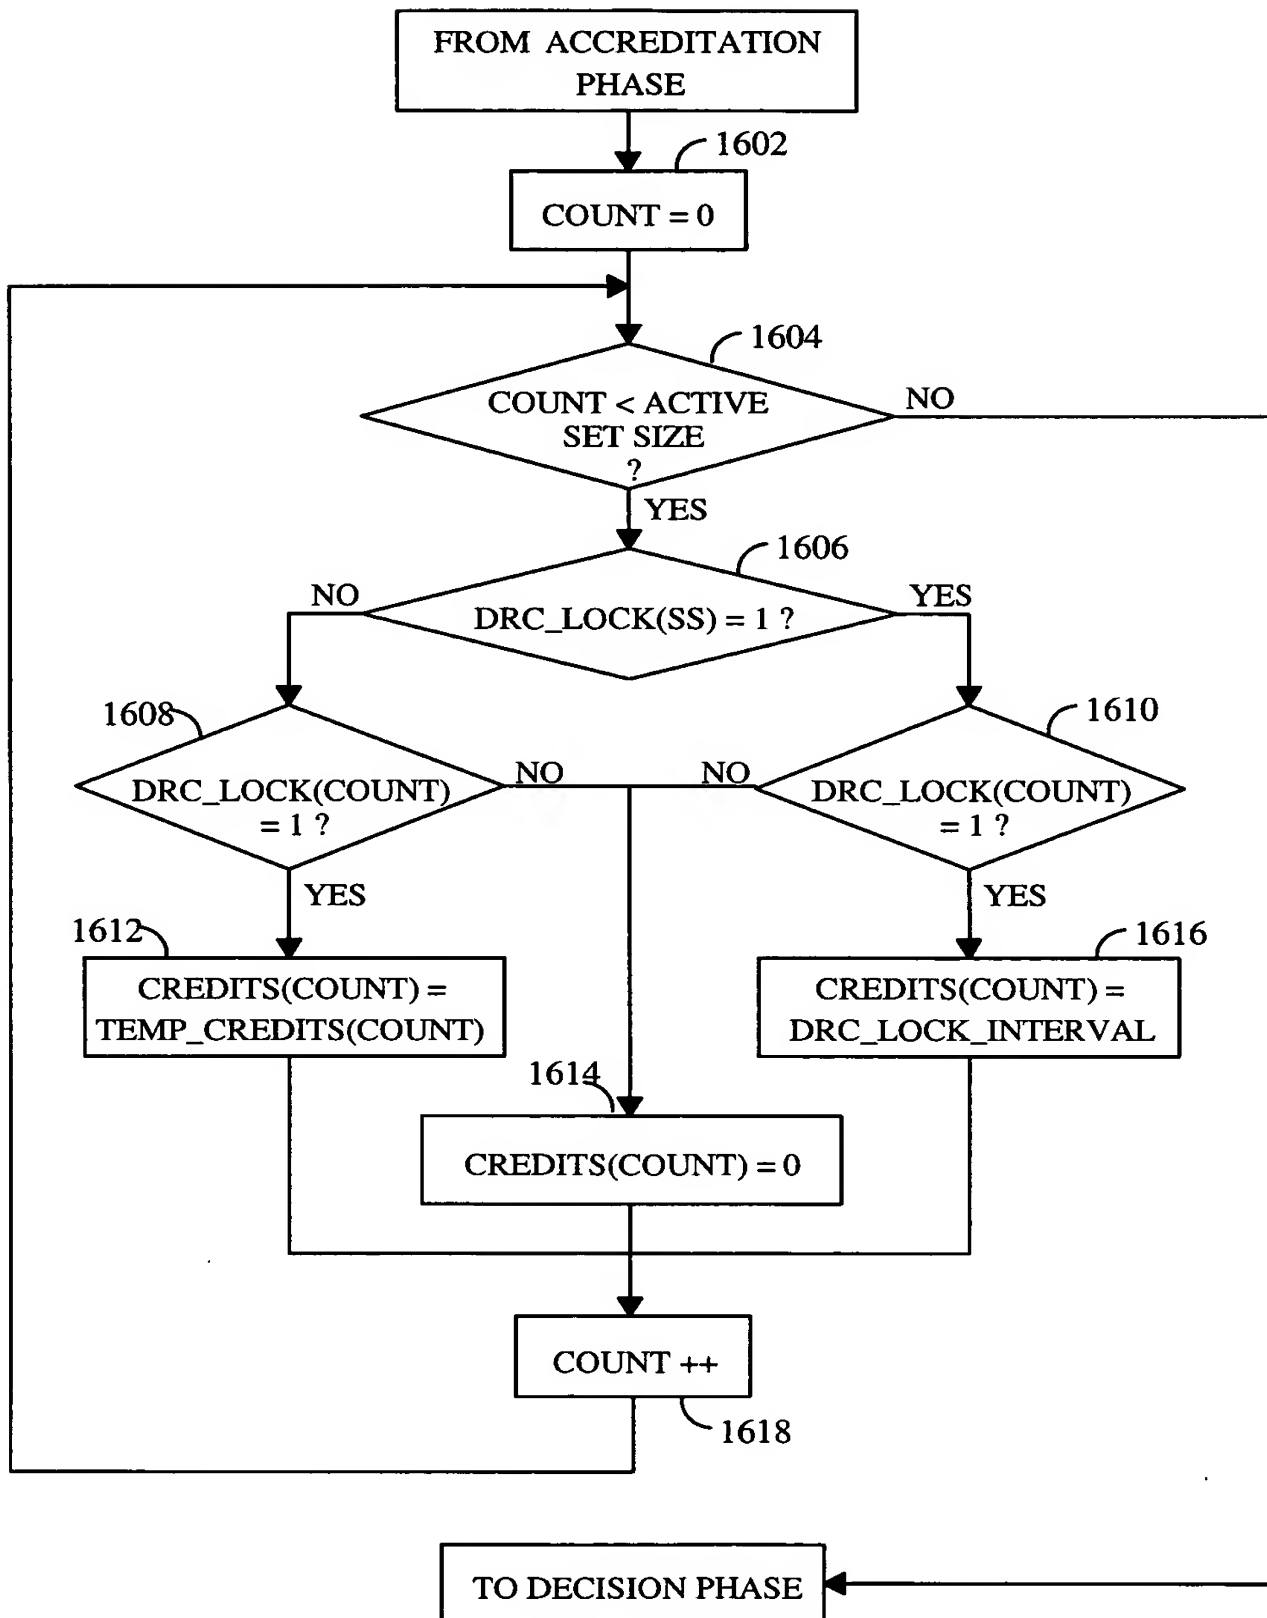 FROM ACCREDITATION
PHASE
1602
COUNT = 0
1604
COUNT < ACTIVE
SET SIZE
?
NO
YES
1606
NO
DRC_LOCK(SS) = 1 ?
YES
1608
1610
DRC_LOCK(COUNT)
= 1 ?
NO
NO
DRC_LOCK(COUNT)
= 1 ?
YES
YES
1612
1616
CREDITS(COUNT) =
TEMP_CREDITS(COUNT)
CREDITS(COUNT) =
DRC_LOCK_INTERVAL
1614
CREDITS(COUNT) = 0
COUNT ++
1618
TO DECISION PHASE